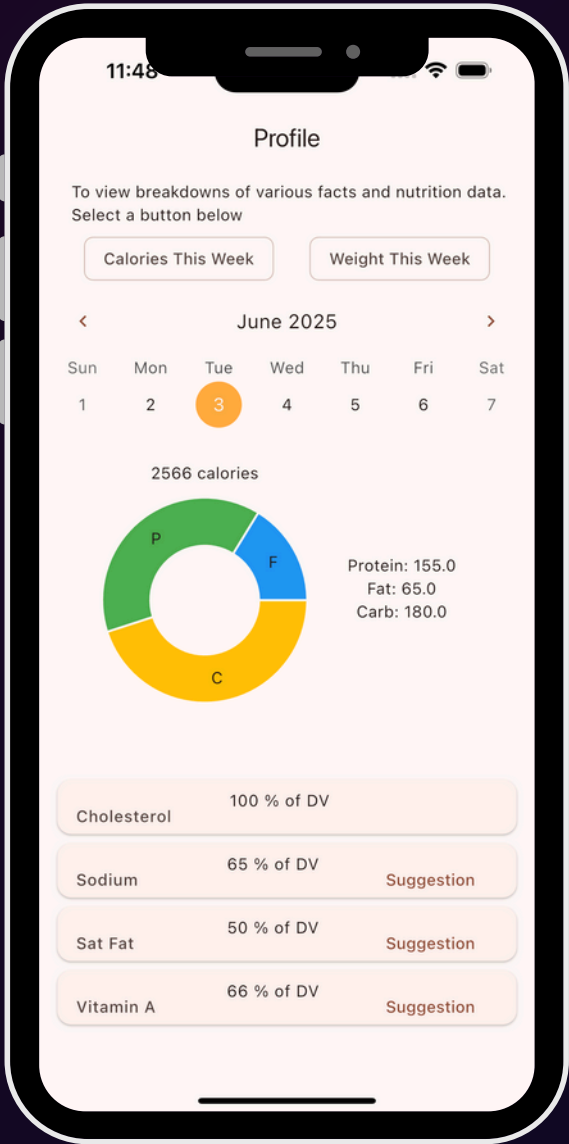 11:48
Profile
To view breakdowns of various facts and nutrition data.
Select a button below
Calories This Week
Weight This Week
June 2025
Sun Mon Tue Wed Thu Fri Sat
1 2 3 4 5 6 7
2566 calories
P
F
C
Protein: 155.0
Fat: 65.0
Carb: 180.0
100 % of DV
Cholesterol
65 % of DV
Sodium Suggestion
50 % of DV
Sat Fat Suggestion
66 % of DV
Vitamin A Suggestion